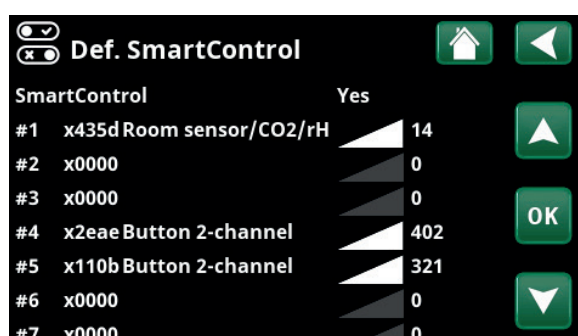 Def. SmartControl
SmartControl Yes
#1 x435d Room sensor/CO2/rH 14
#2 x0000 0
#3 x0000 0
OK
#4 x2eae Button 2-channel 402
#5 x110b Button 2-channel 321
#6 x0000 0
#7 x0000 0